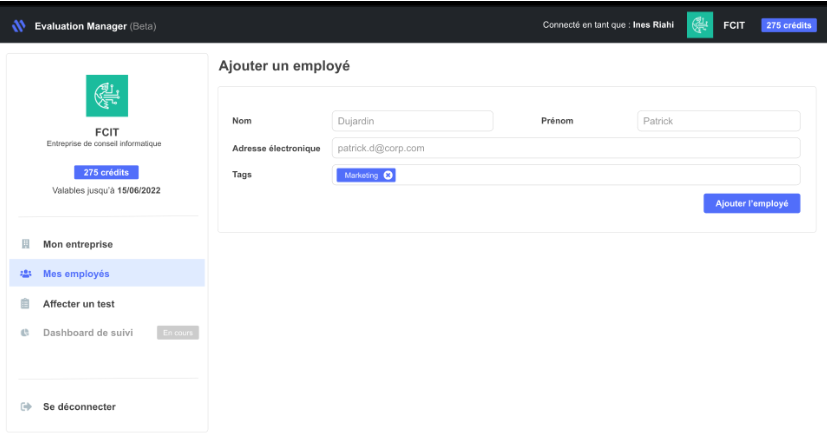 Evaluation Manager (Beta)
Connecté en tant que : Ines Riahi
FCIT
275 crédits
FCIT
Entreprise de conseil informatique
275 crédits
Valables jusqu'à 15/06/2022
Mon entreprise
Mes employés
Affecter un test
Dashboard de suivi
En cours
Se déconnecter
Ajouter un employé
Nom
Dujardin
Prénom
Patrick
Adresse électronique
patrick.d@corp.com
Tags
Marketing
Ajouter l'employé